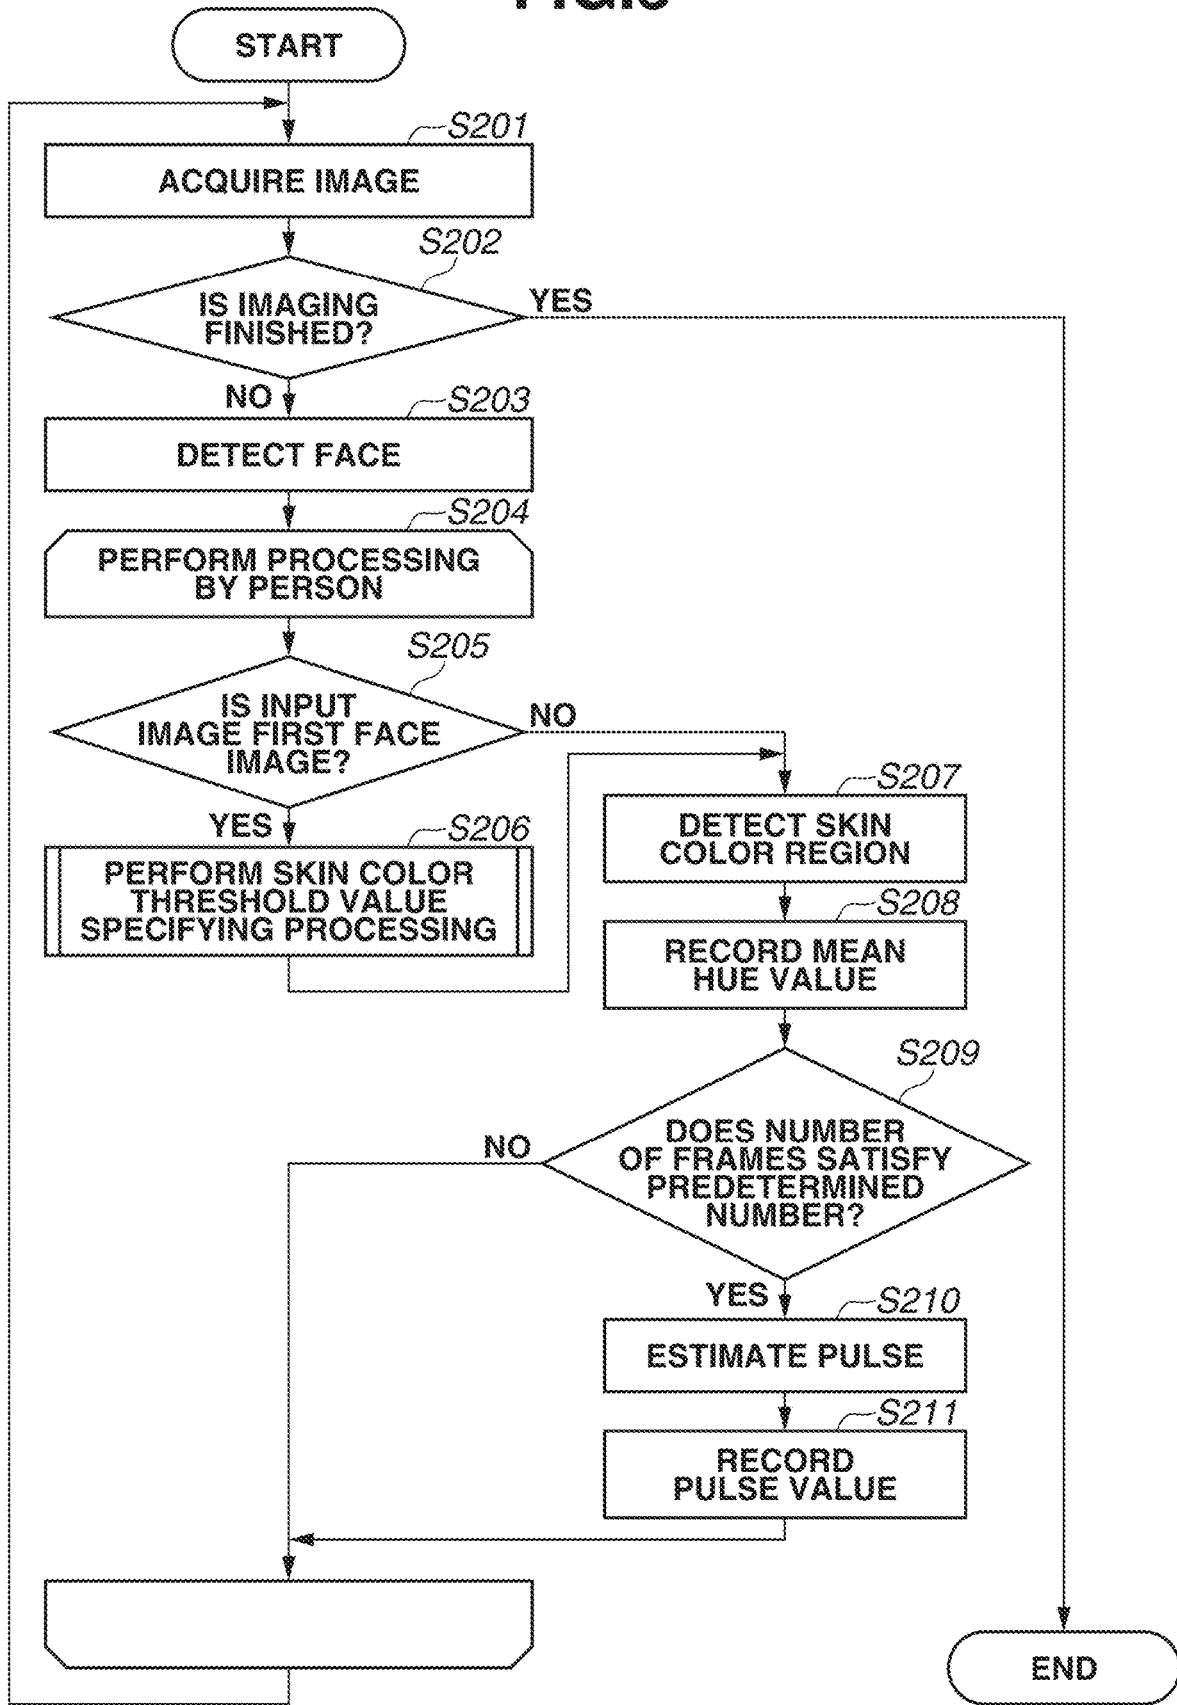 START
S201
ACQUIRE IMAGE
S202
IS IMAGING
FINISHED?
YES
NO
S203
DETECT FACE
S204
PERFORM PROCESSING
BY PERSON
S205
IS INPUT
IMAGE FIRST FACE
IMAGE?
NO
YES
S206
PERFORM SKIN COLOR
THRESHOLD VALUE
SPECIFYING PROCESSING
S207
DETECT SKIN
COLOR REGION
S208
RECORD MEAN
HUE VALUE
S209
DOES NUMBER
OF FRAMES SATISFY
PREDETERMINED
NUMBER?
NO
YES
S210
ESTIMATE PULSE
S211
RECORD
PULSE VALUE
END